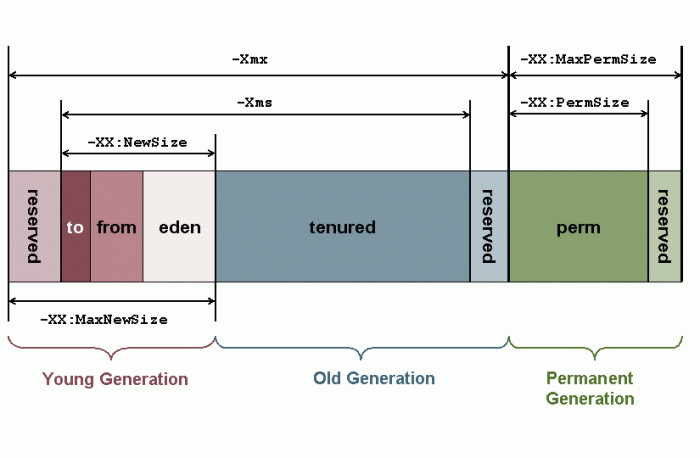 -Xmx
-XX:MaxPermSize
-Xms
-XX:PermSize
-XX:NewSize
reserved
to
from
eden
tenured
reserved
perm
reserved
-XX:MaxNewSize
Young Generation
Old Generation
Permanent
Generation